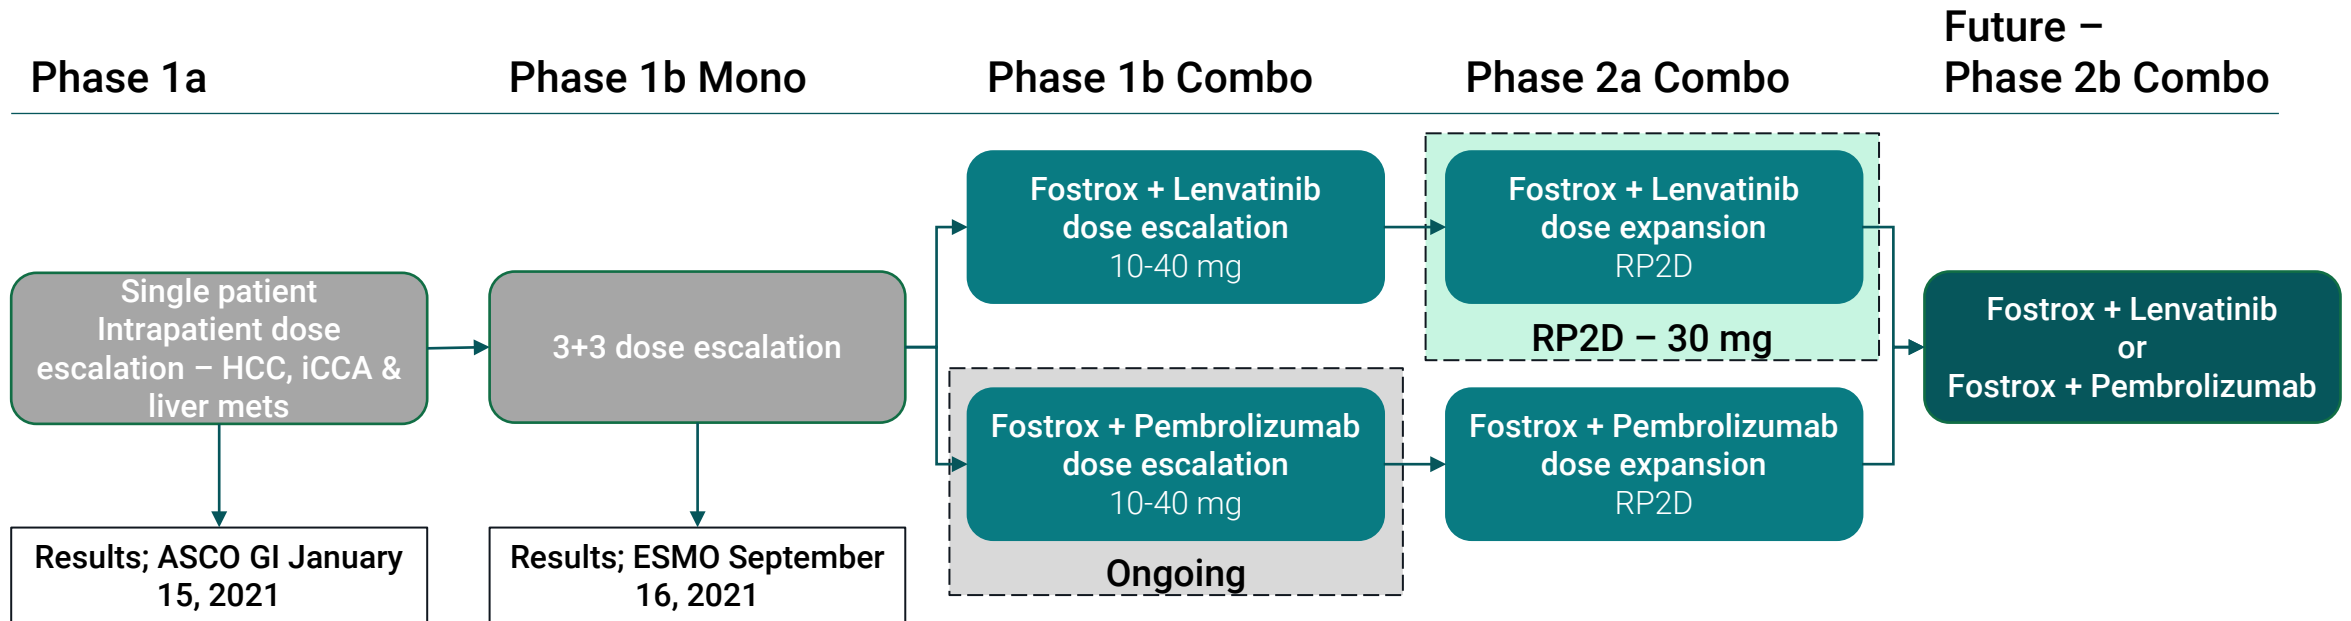 Phase 1a
Phase 1b Mono
Phase 1b Combo
Phase 2a Combo
Future –
Phase 2b Combo
Single patient
Intrapatient dose
escalation – HCC, iCCA &
liver mets
Results; ASCO GI January
15, 2021
3+3 dose escalation
Results; ESMO September
16, 2021
Fostrox + Lenvatinib
dose escalation
10-40 mg
Fostrox + Pembrolizumab
dose escalation
10-40 mg
Ongoing
Fostrox + Lenvatinib
dose expansion
RP2D
RP2D – 30 mg
Fostrox + Pembrolizumab
dose expansion
RP2D
Fostrox + Lenvatinib
or
Fostrox + Pembrolizumab